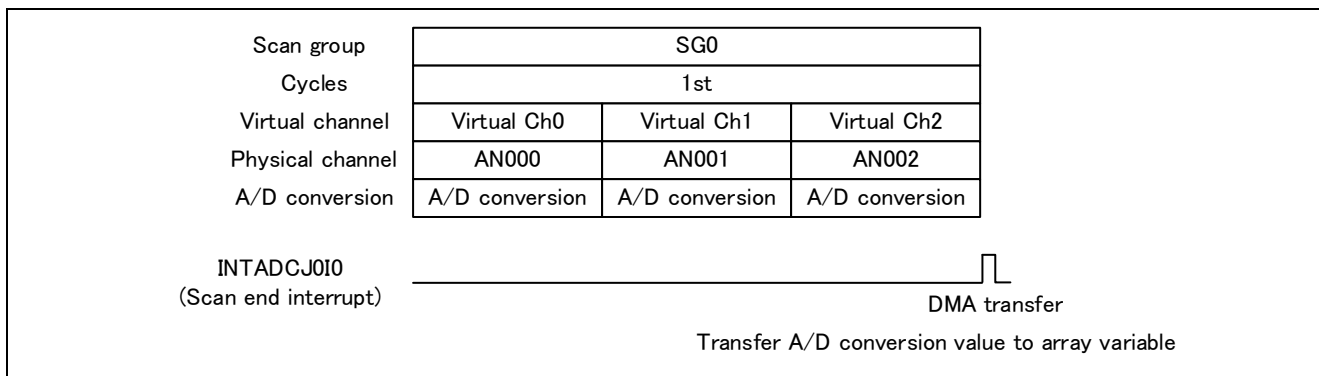 Scan group SG0
Cycles 1st
Virtual channel Virtual Ch0 Virtual Ch1 Virtual Ch2
Physical channel AN000 AN001 AN002
A/D conversion A/D conversion A/D conversion A/D conversion
INTADCJ0I0
(Scan end interrupt)
DMA transfer
Transfer A/D conversion value to array variable